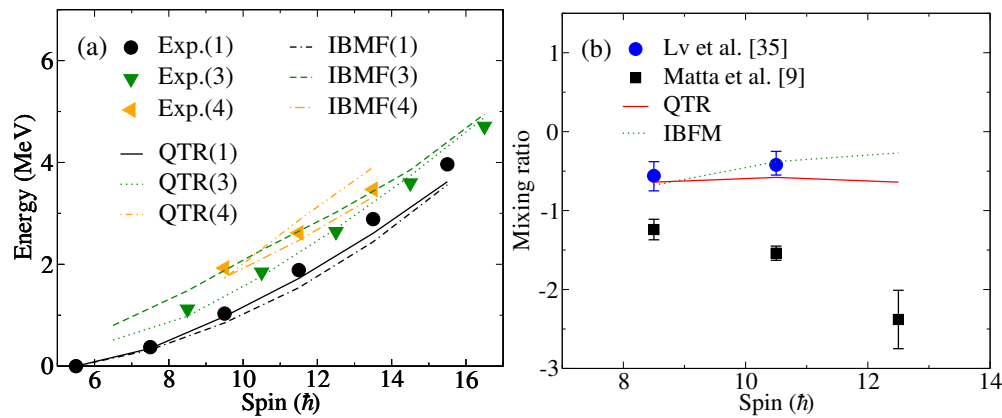 (a)
Exp.(1)
Exp.(3)
Exp.(4)
QTR(1)
QTR(3)
QTR(4)
IBMF(1)
IBMF(3)
IBMF(4)
Energy (MeV)
6
4
2
0
6 8 10 12 14 16
Spin (ħ)
(b)
Lv et al. [35]
Matta et al. [9]
QTR
IBFM
Mixing ratio
1
0
-1
-2
-3
8 10 12 14
Spin (ħ)